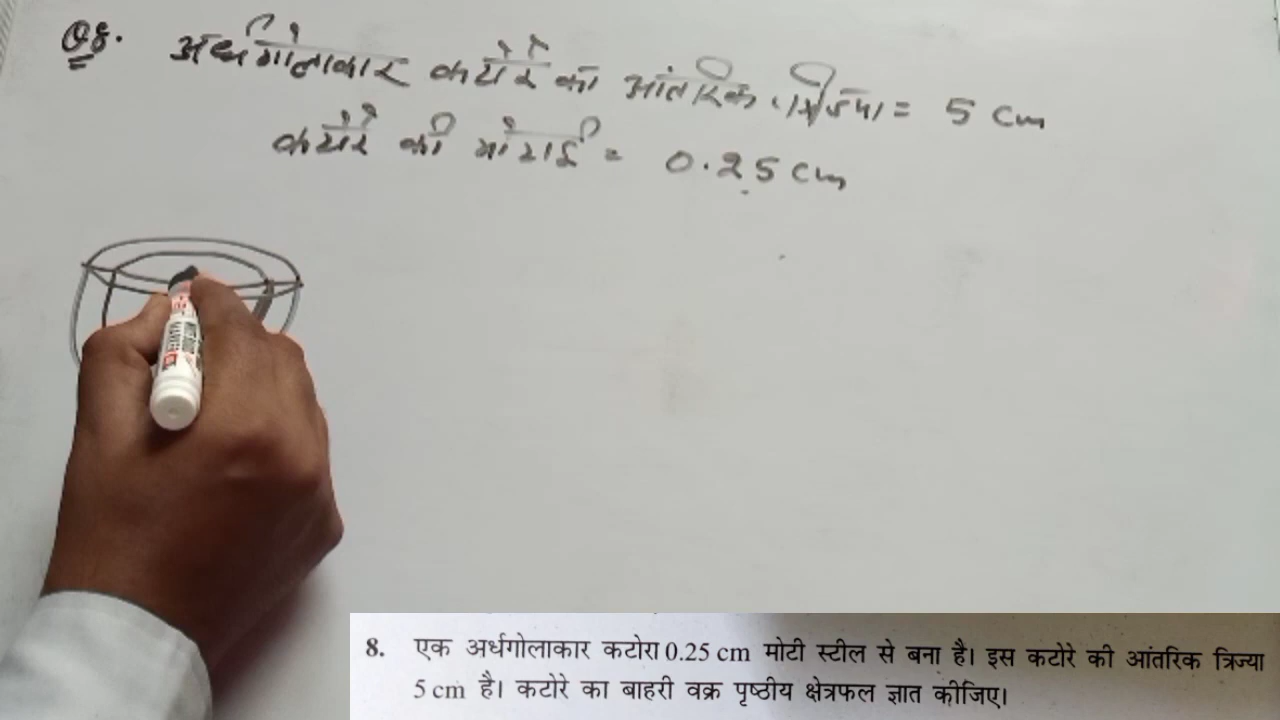 Q8. अर्धगोलाकार कटोरे की आंतरिक त्रिज्या = 5 cm
कटोरे की मोटाई = 0.25 cm
8. एक अर्धगोलाकार कटोरा 0.25 cm मोटी स्टील से बना है। इस कटोरे की आंतरिक त्रिज्या
5 cm है। कटोरे का बाहरी वक्र पृष्ठीय क्षेत्रफल ज्ञात कीजिए।